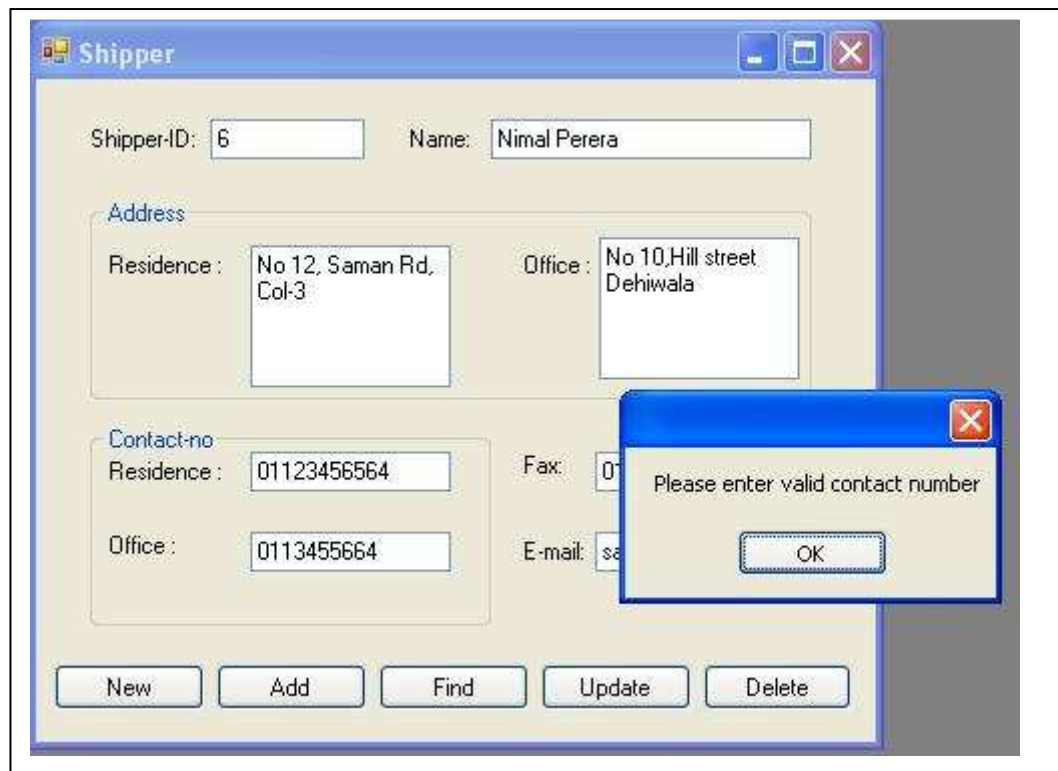 Shipper
Shipper-ID: 6 Name: Nimal Perera
Address
Residence : No 12, Saman Rd,
Col-3
Office : No 10,Hill street
Dehiwala
Contact-no
Residence : 01123456564
Fax:
Office : 0113455664
E-mail:
Please enter valid contact number
OK
New Add Find Update Delete